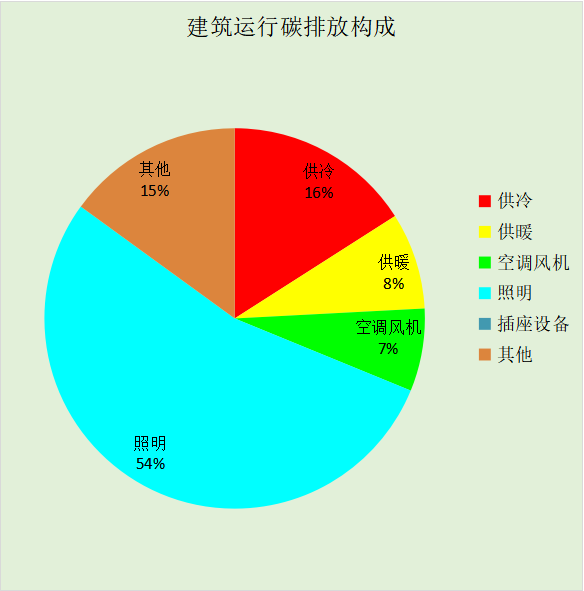 建筑运行碳排放构成
其他
15%
供冷
16%
供暖
8%
空调风机
7%
照明
54%
供冷
供暖
空调风机
照明
插座设备
其他